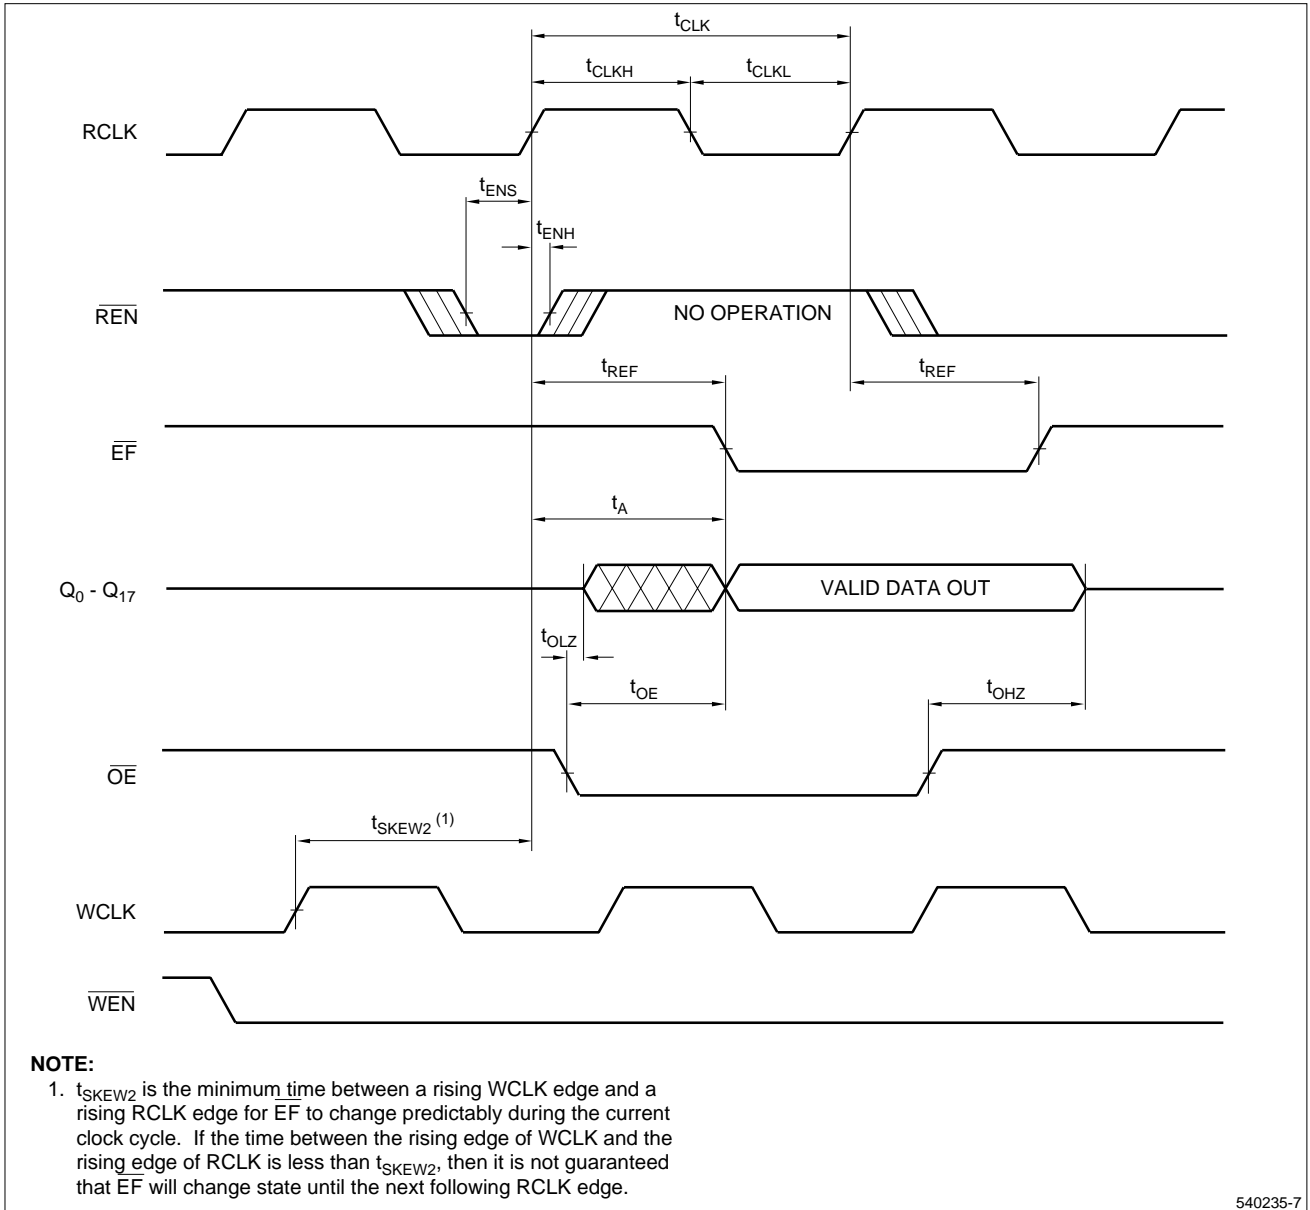 tCLK
tCLKH tCLKL
RCLK
tENS
tENH
REN
NO OPERATION
tREF tREF
EF
tA
Q0 - Q17
VALID DATA OUT
tOLZ
tOE tOHZ
OE
tSKEW2 (1)
WCLK
WEN
NOTE:
1. tSKEW2 is the minimum time between a rising WCLK edge and a
rising RCLK edge for EF to change predictably during the current
clock cycle. If the time between the rising edge of WCLK and the
rising edge of RCLK is less than tSKEW2, then it is not guaranteed
that EF will change state until the next following RCLK edge.
540235-7